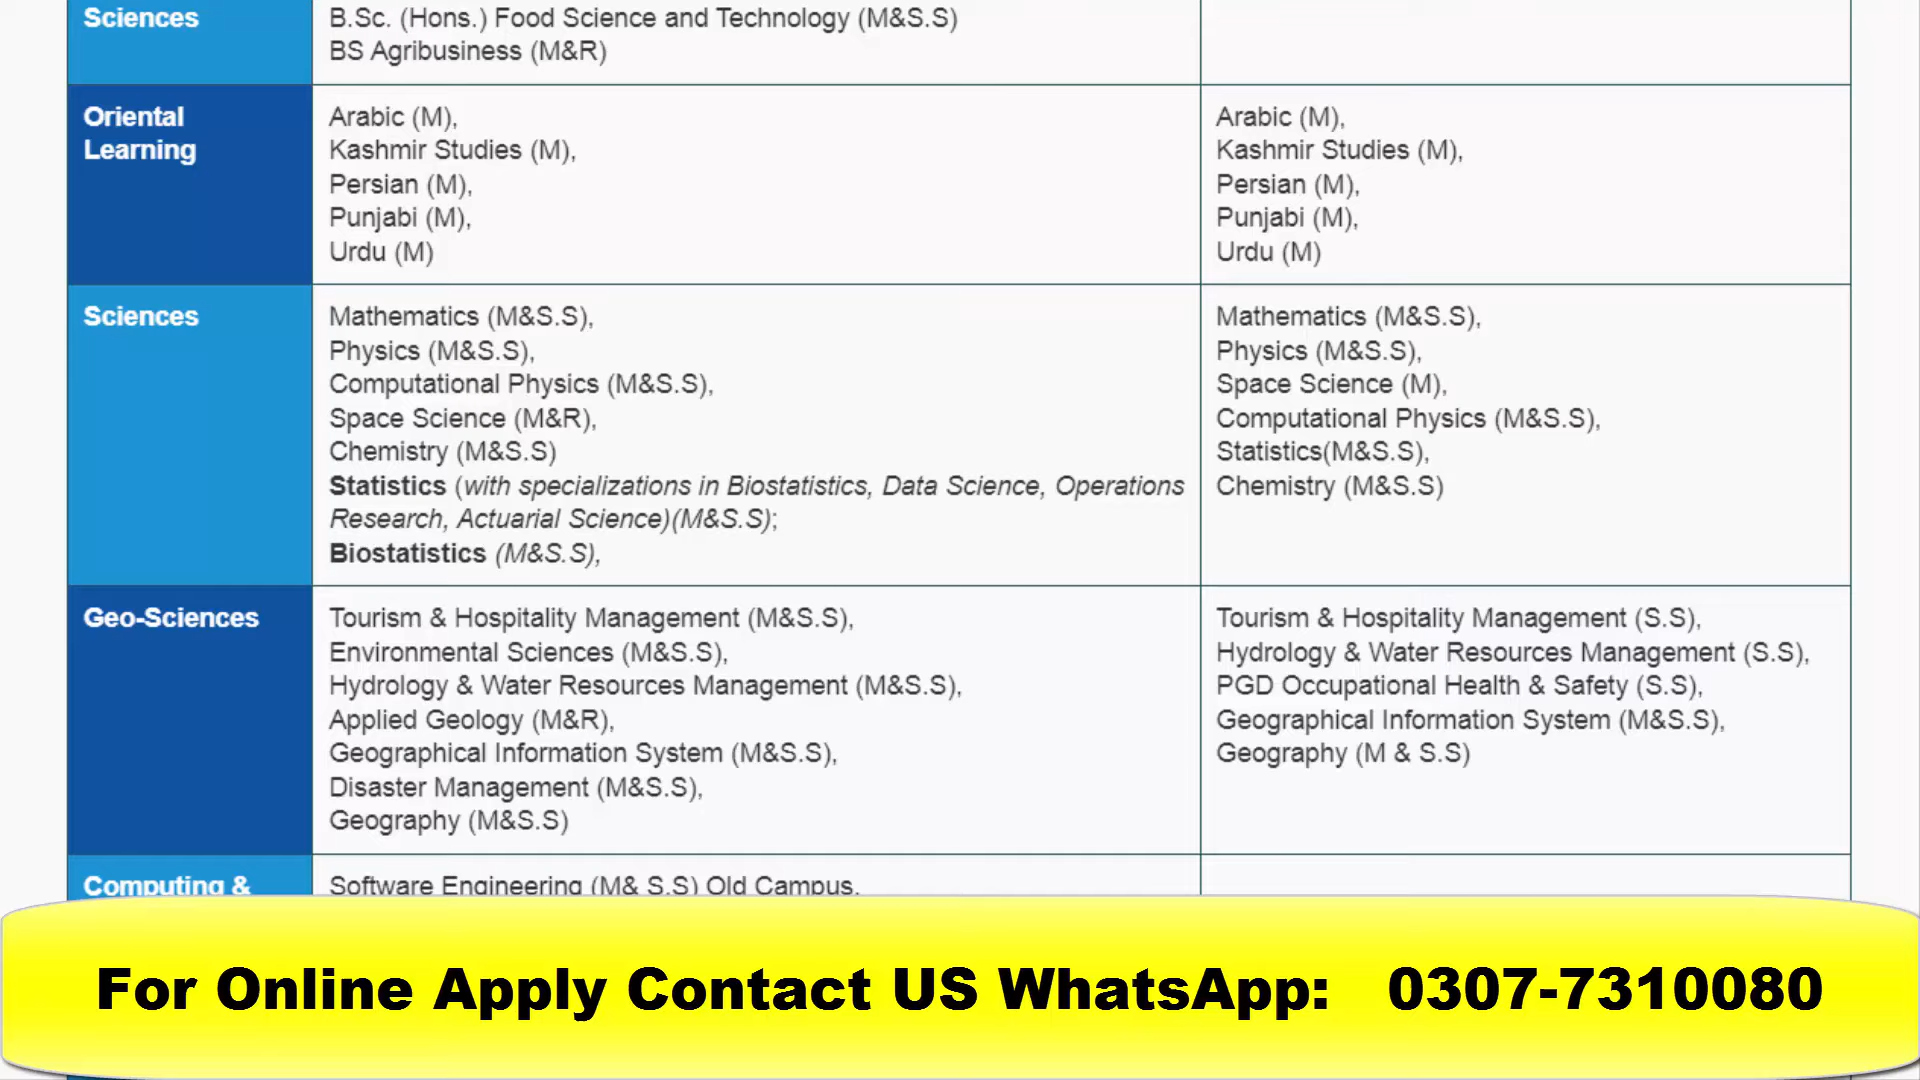 Sciences
B.Sc. (Hons.) Food Science and Technology (M&S.S)
BS Agribusiness (M&R)
Oriental
Learning
Arabic (M),
Kashmir Studies (M),
Persian (M),
Punjabi (M),
Urdu (M)
Arabic (M),
Kashmir Studies (M),
Persian (M),
Punjabi (M),
Urdu (M)
Sciences
Mathematics (M&S.S),
Physics (M&S.S),
Computational Physics (M&S.S),
Space Science (M&R),
Chemistry (M&S.S)
Statistics (with specializations in Biostatistics, Data Science, Operations
Research, Actuarial Science)(M&S.S);
Biostatistics (M&S.S),
Mathematics (M&S.S),
Physics (M&S.S),
Space Science (M),
Computational Physics (M&S.S),
Statistics(M&S.S),
Chemistry (M&S.S)
Geo-Sciences
Tourism & Hospitality Management (M&S.S),
Environmental Sciences (M&S.S),
Hydrology & Water Resources Management (M&S.S),
Applied Geology (M&R),
Geographical Information System (M&S.S),
Disaster Management (M&S.S),
Geography (M&S.S)
Tourism & Hospitality Management (S.S),
Hydrology & Water Resources Management (S.S),
PGD Occupational Health & Safety (S.S),
Geographical Information System (M&S.S),
Geography (M & S.S)
Computing &
Software Engineering (M& S.S) Old Campus,
For Online Apply Contact US WhatsApp: 0307-7310080